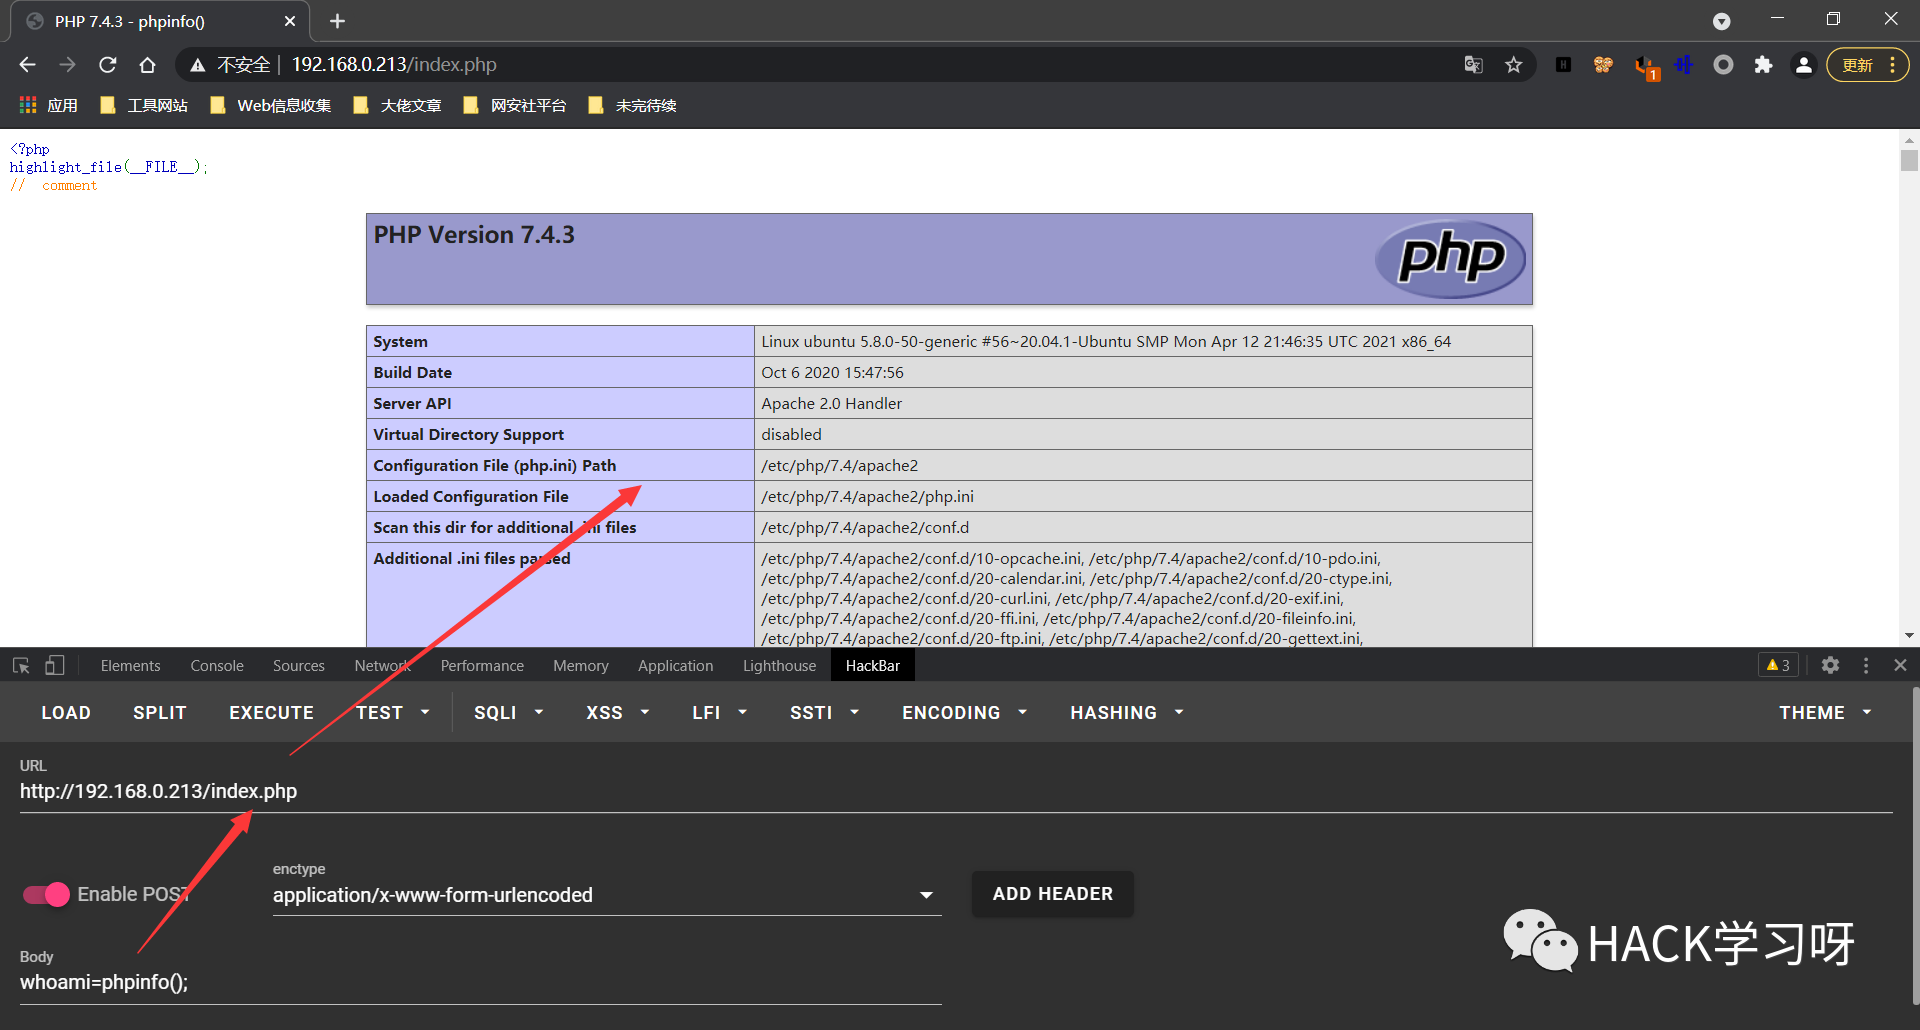 PHP 7.4.3 - phpinfo()
不安全 192.168.0.213/index.php
1
更新
应用 工具网站 Web信息收集 大佬文章 网安社平台 未完待续
<?php
highlight_file(__FILE__);
// comment
PHP Version 7.4.3
php
System Linux ubuntu 5.8.0-50-generic #56~20.04.1-Ubuntu SMP Mon Apr 12 21:46:35 UTC 2021 x86_64
Build Date Oct 6 2020 15:47:56
Server API Apache 2.0 Handler
Virtual Directory Support disabled
Configuration File (php.ini) Path /etc/php/7.4/apache2
Loaded Configuration File /etc/php/7.4/apache2/php.ini
Scan this dir for additional .ini files /etc/php/7.4/apache2/conf.d
Additional .ini files parsed /etc/php/7.4/apache2/conf.d/10-opcache.ini, /etc/php/7.4/apache2/conf.d/10-pdo.ini,
/etc/php/7.4/apache2/conf.d/20-calendar.ini, /etc/php/7.4/apache2/conf.d/20-ctype.ini,
/etc/php/7.4/apache2/conf.d/20-curl.ini, /etc/php/7.4/apache2/conf.d/20-exif.ini,
/etc/php/7.4/apache2/conf.d/20-ffi.ini, /etc/php/7.4/apache2/conf.d/20-fileinfo.ini,
/etc/php/7.4/apache2/conf.d/20-ftp.ini, /etc/php/7.4/apache2/conf.d/20-gettext.ini,
Elements Console Sources Network Performance Memory Application Lighthouse HackBar 3
LOAD SPLIT EXECUTE TEST SQLI XSS LFI SSTI ENCODING HASHING THEME
URL
http://192.168.0.213/index.php
enctype
Enable POST application/x-www-form-urlencoded ADD HEADER
Body
whoami=phpinfo();
HACK学习呀